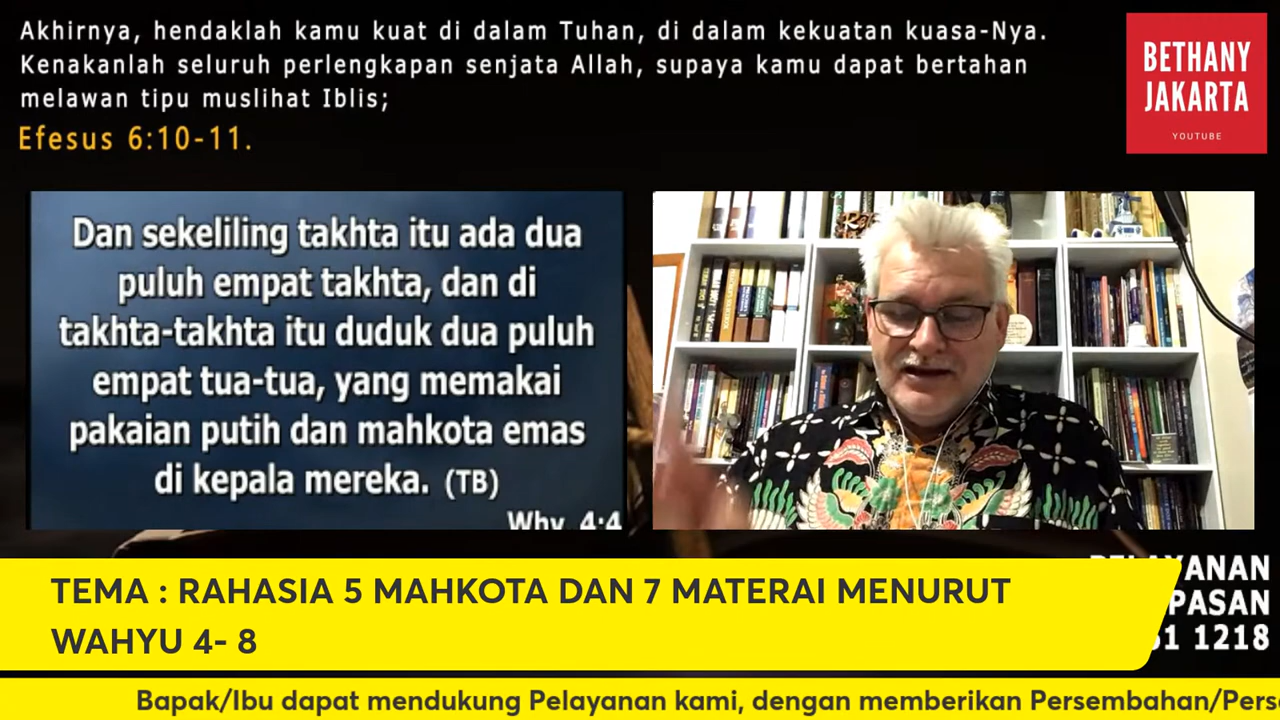 Akhirnya, hendaklah kamu kuat di dalam Tuhan, di dalam kekuatan kuasa-Nya.
Kenakanlah seluruh perlengkapan senjata Allah, supaya kamu dapat bertahan
melawan tipu muslihat Iblis;
Efesus 6:10-11.
BETHANY
JAKARTA
YOUTUBE
Dan sekeliling takhta itu ada dua
puluh empat takhta, dan di
takhta-takhta itu duduk dua puluh
empat tua-tua, yang memakai
pakaian putih dan mahkota emas
di kepala mereka. (TB)
Why 4:4
TEMA : RAHASIA 5 MAHKOTA DAN 7 MATERAI MENURUT
WAHYU 4- 8
1218
Bapak/Ibu dapat mendukung Pelayanan kami, dengan memberikan Persembahan/